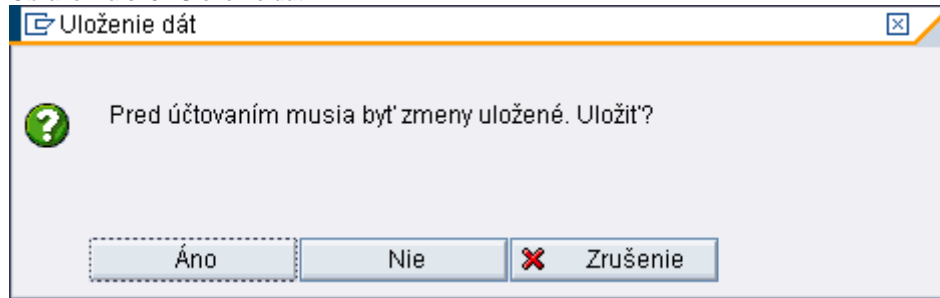 Uloženie dát
Pred účtovaním musia byť zmeny uložené. Uložiť?
Áno
Nie
Zrušenie